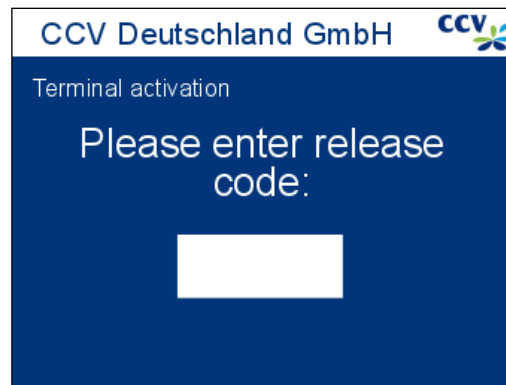 CCV Deutschland GmbH CCV
Terminal activation
Please enter release
code: